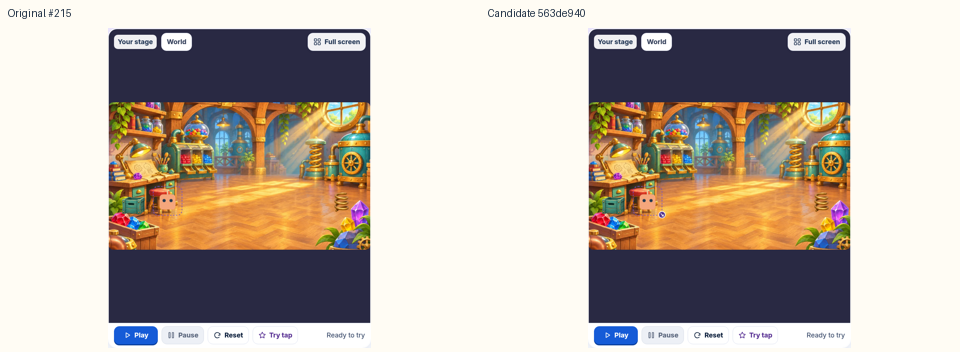 Original #215
Candidate 563de940
Your stage World Full screen
Your stage World Full screen
Play Pause Reset Try tap Ready to try
Play Pause Reset Try tap Ready to try